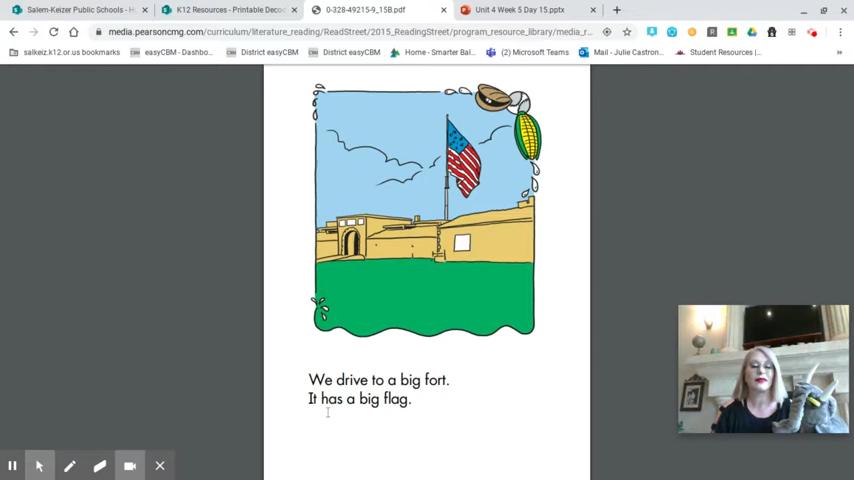 Salem-Keizer Public Schools - H
K12 Resources - Printable Deco
0-328-49215-9_15B.pdf
Unit 4 Week 5 Day 15.pptx
media.pearsoncmg.com/curriculum/literature_reading/ReadStreet/2015_ReadingStreet/program_resource_library/media_r...
salkeiz.k12.or.us bookmarks
easyCBM - Dashbo...
District easyCBM
District easyCBM
Home - Smarter Bal...
(2) Microsoft Teams
Mail - Julie Castron...
Student Resources |...
We drive to a big fort.
It has a big flag.